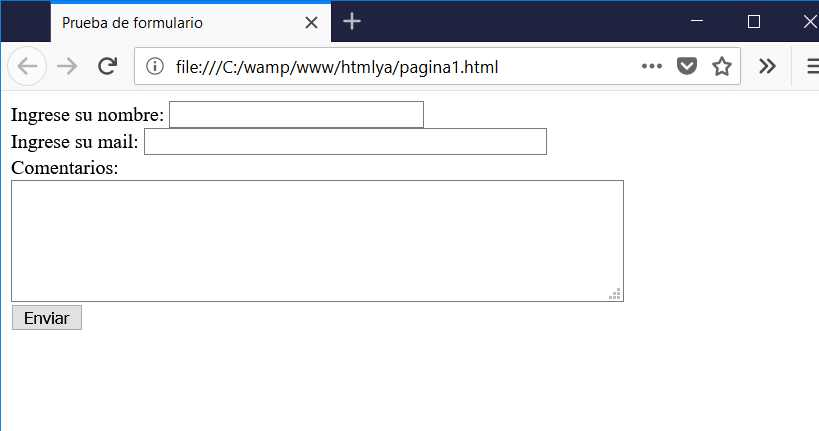 Prueba de formulario
file:///C:/wamp/www/htmlya/pagina1.html
Ingrese su nombre:
Ingrese su mail:
Comentarios:
Enviar